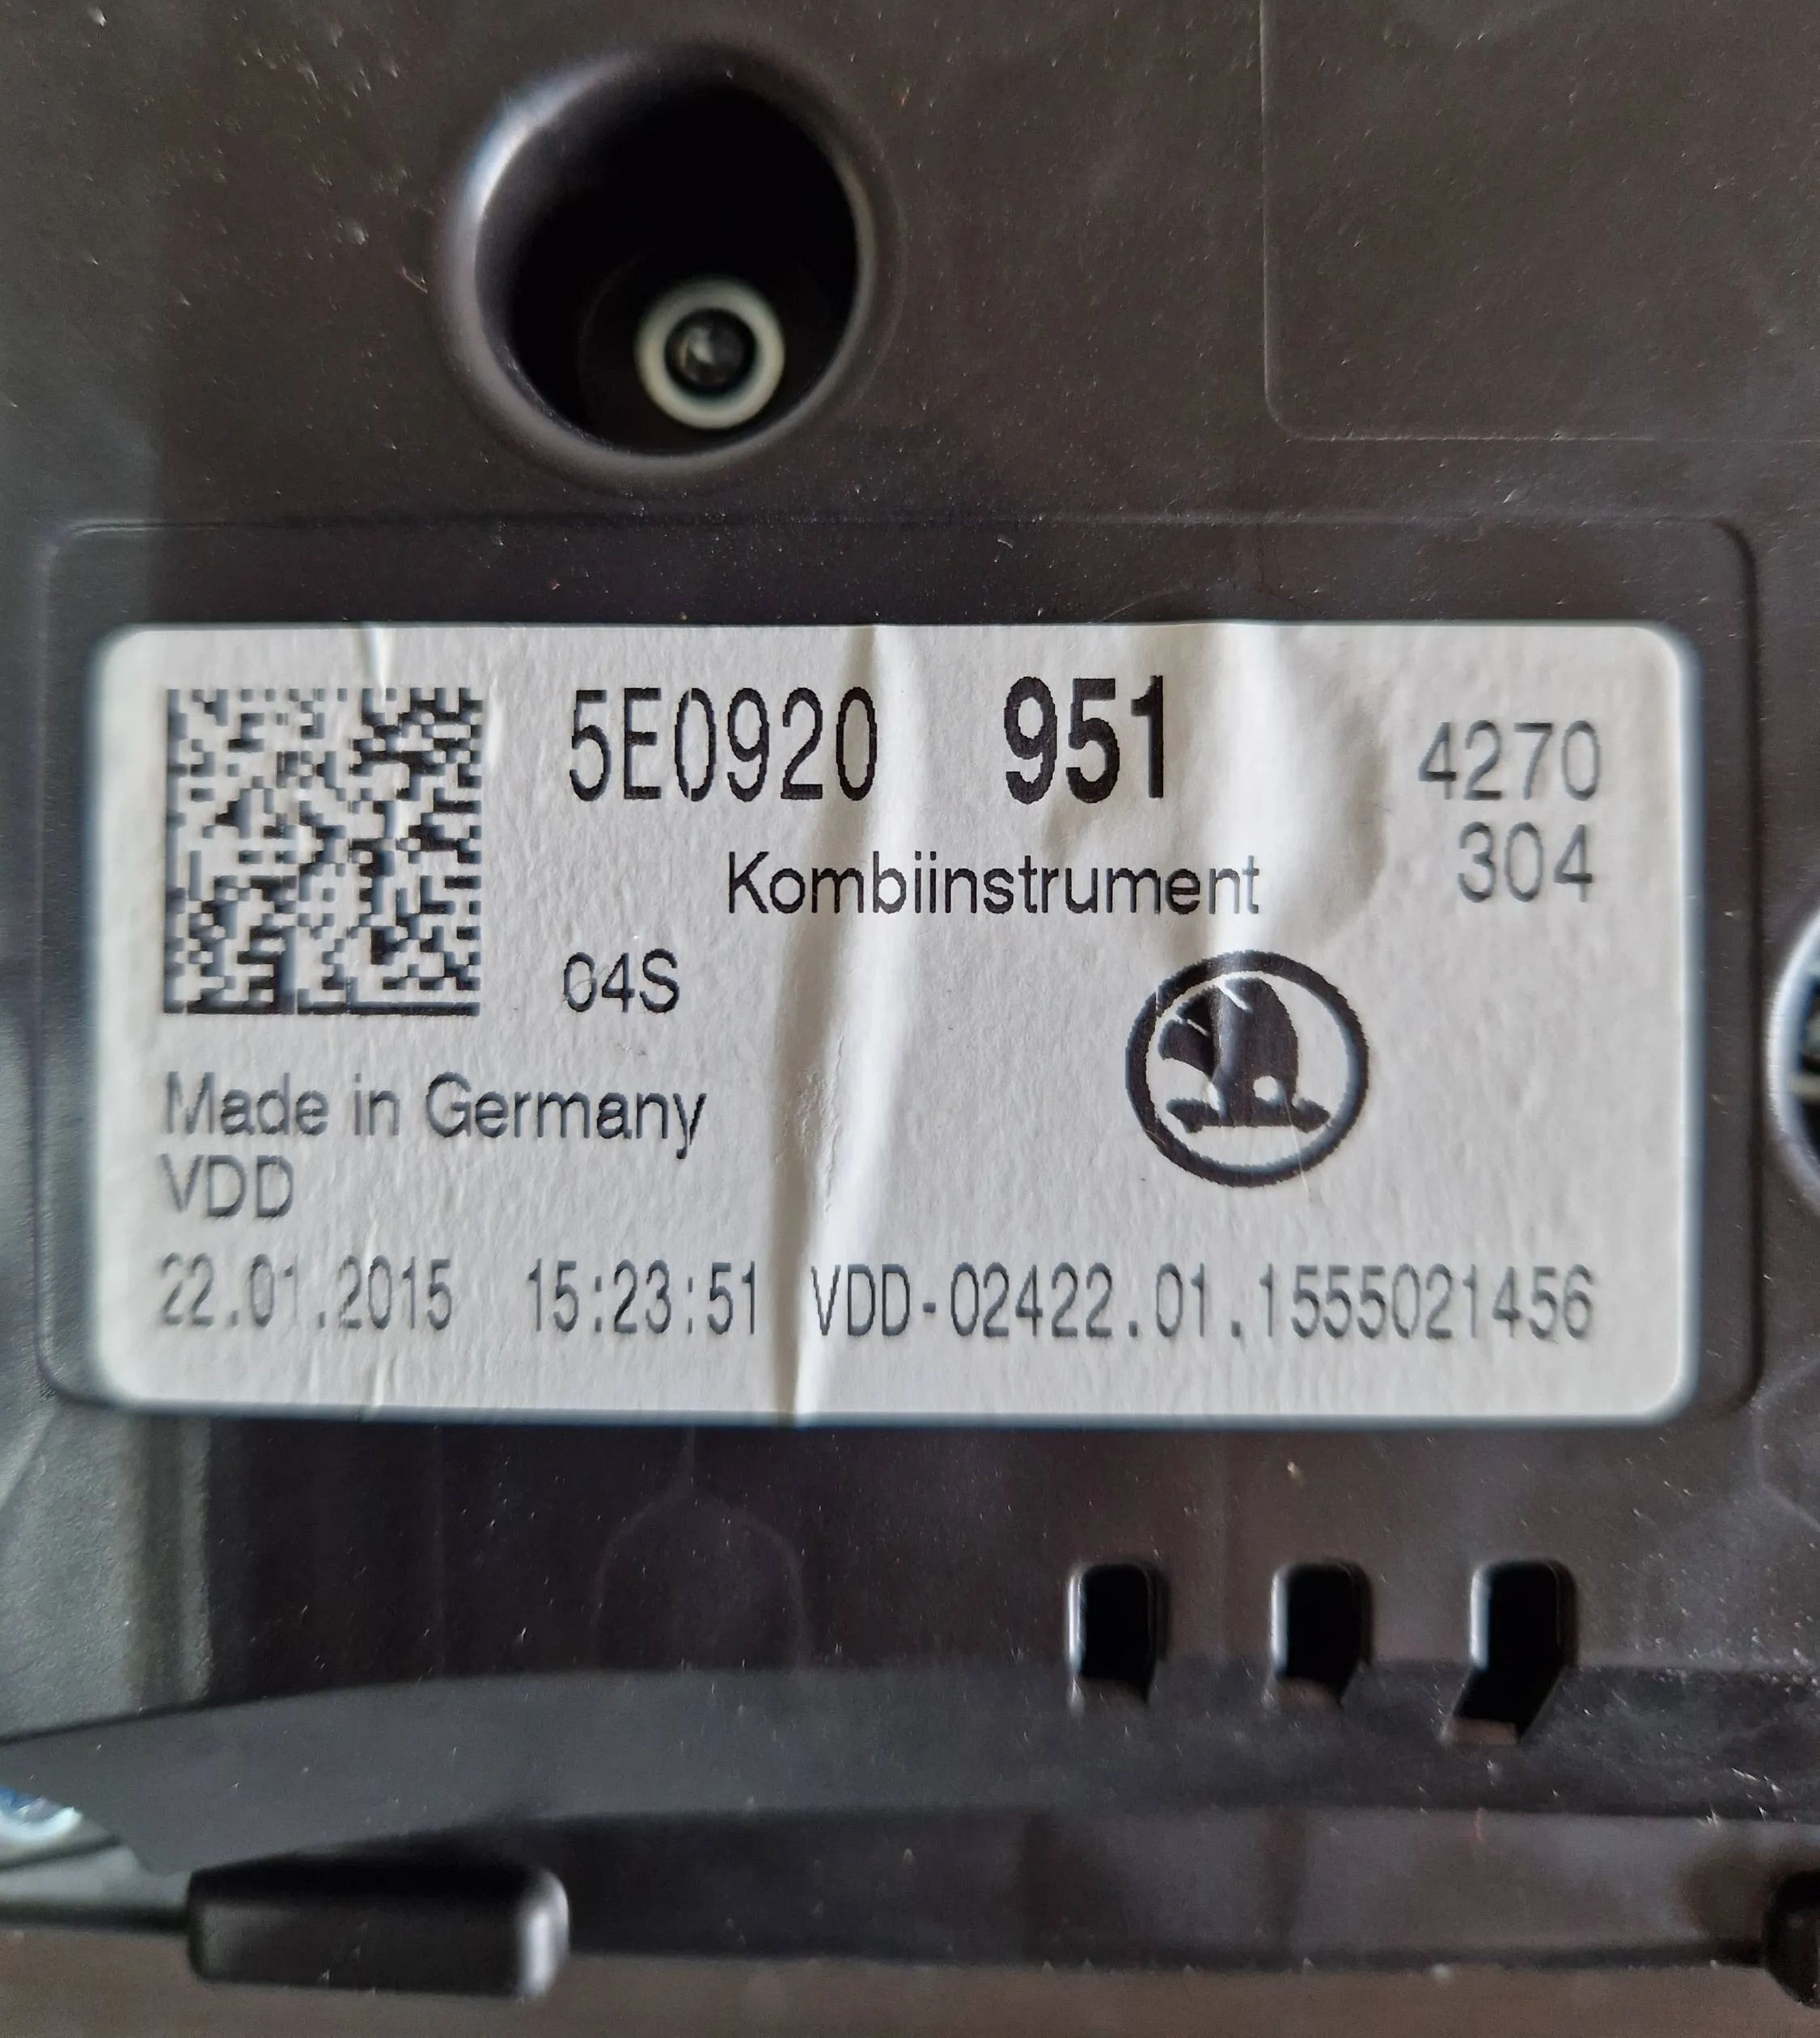 5E0920 951 4270
Kombiinstrument 304
04S
Made in Germany
VDD
22.01.2015 15:23:51 VDD-02422.01.1555021456